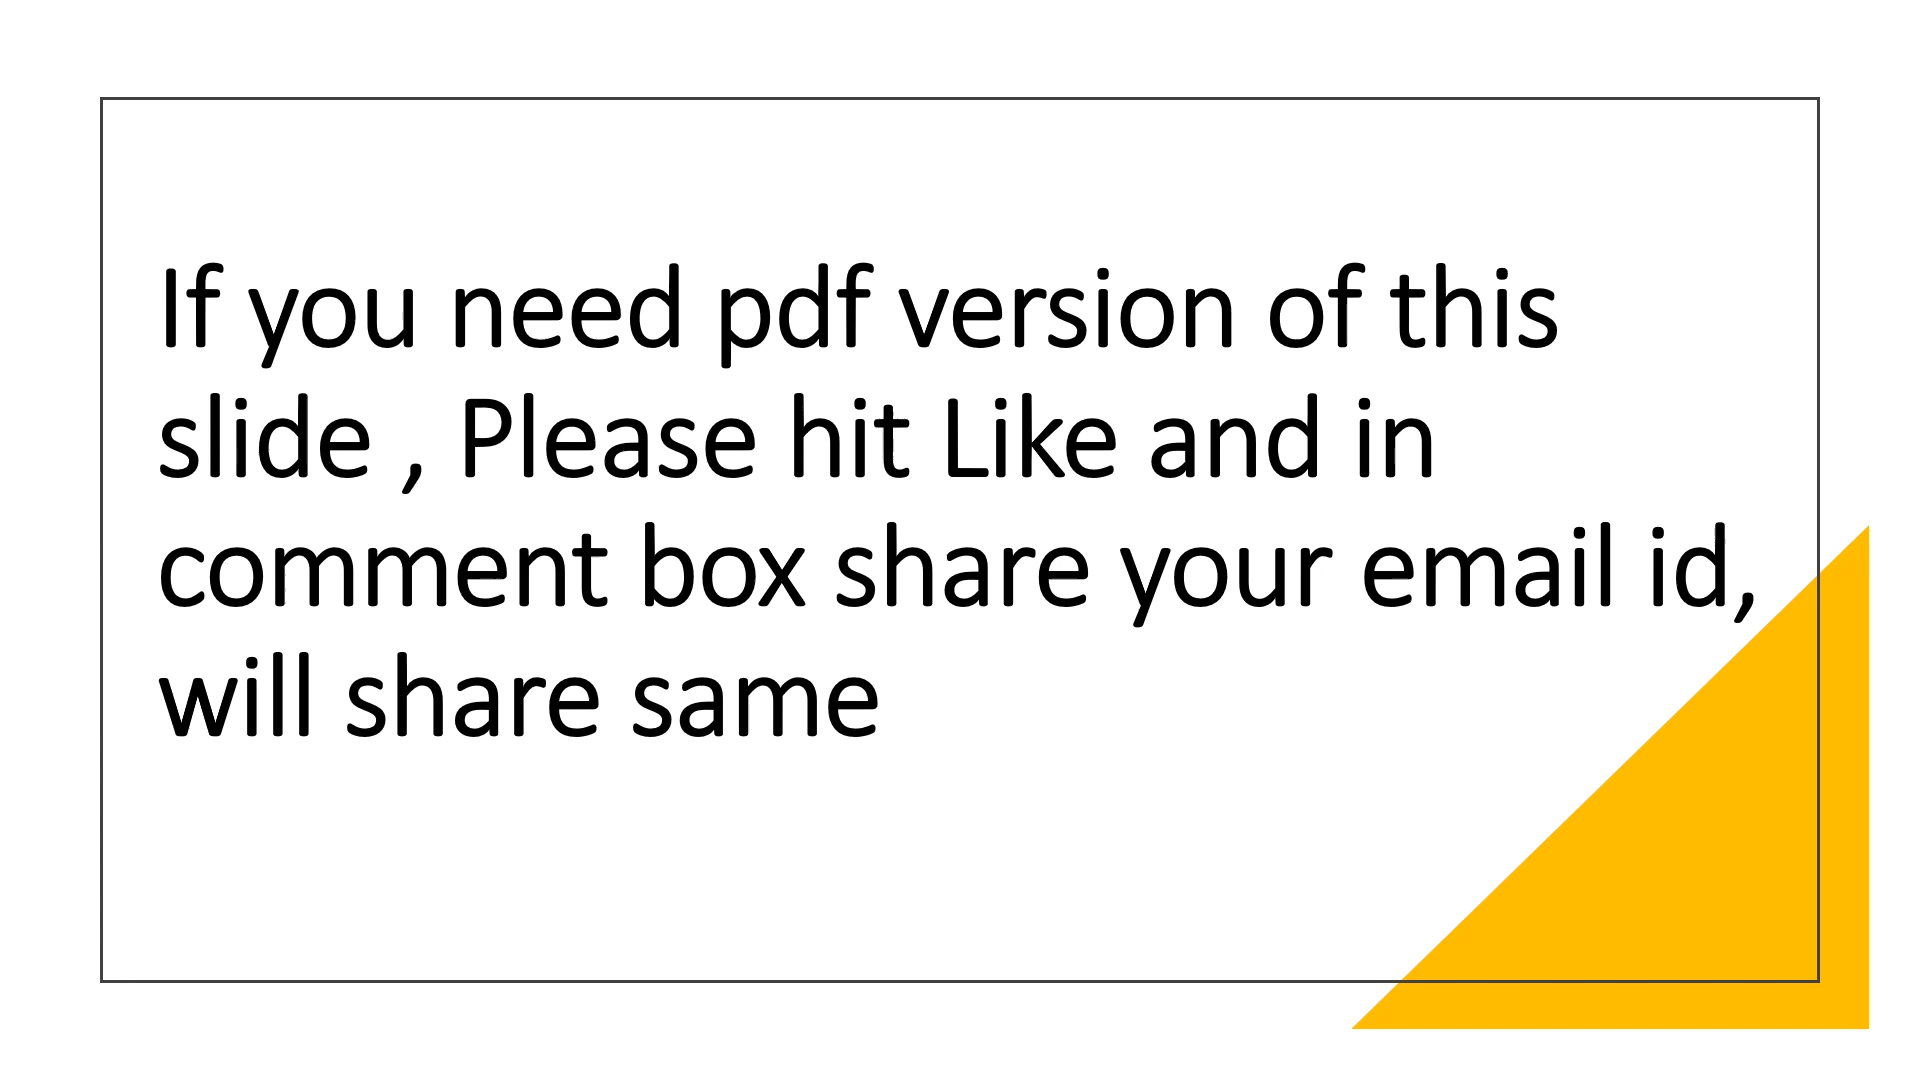 If you need pdf version of this
slide , Please hit Like and in
comment box share your email id,
will share same